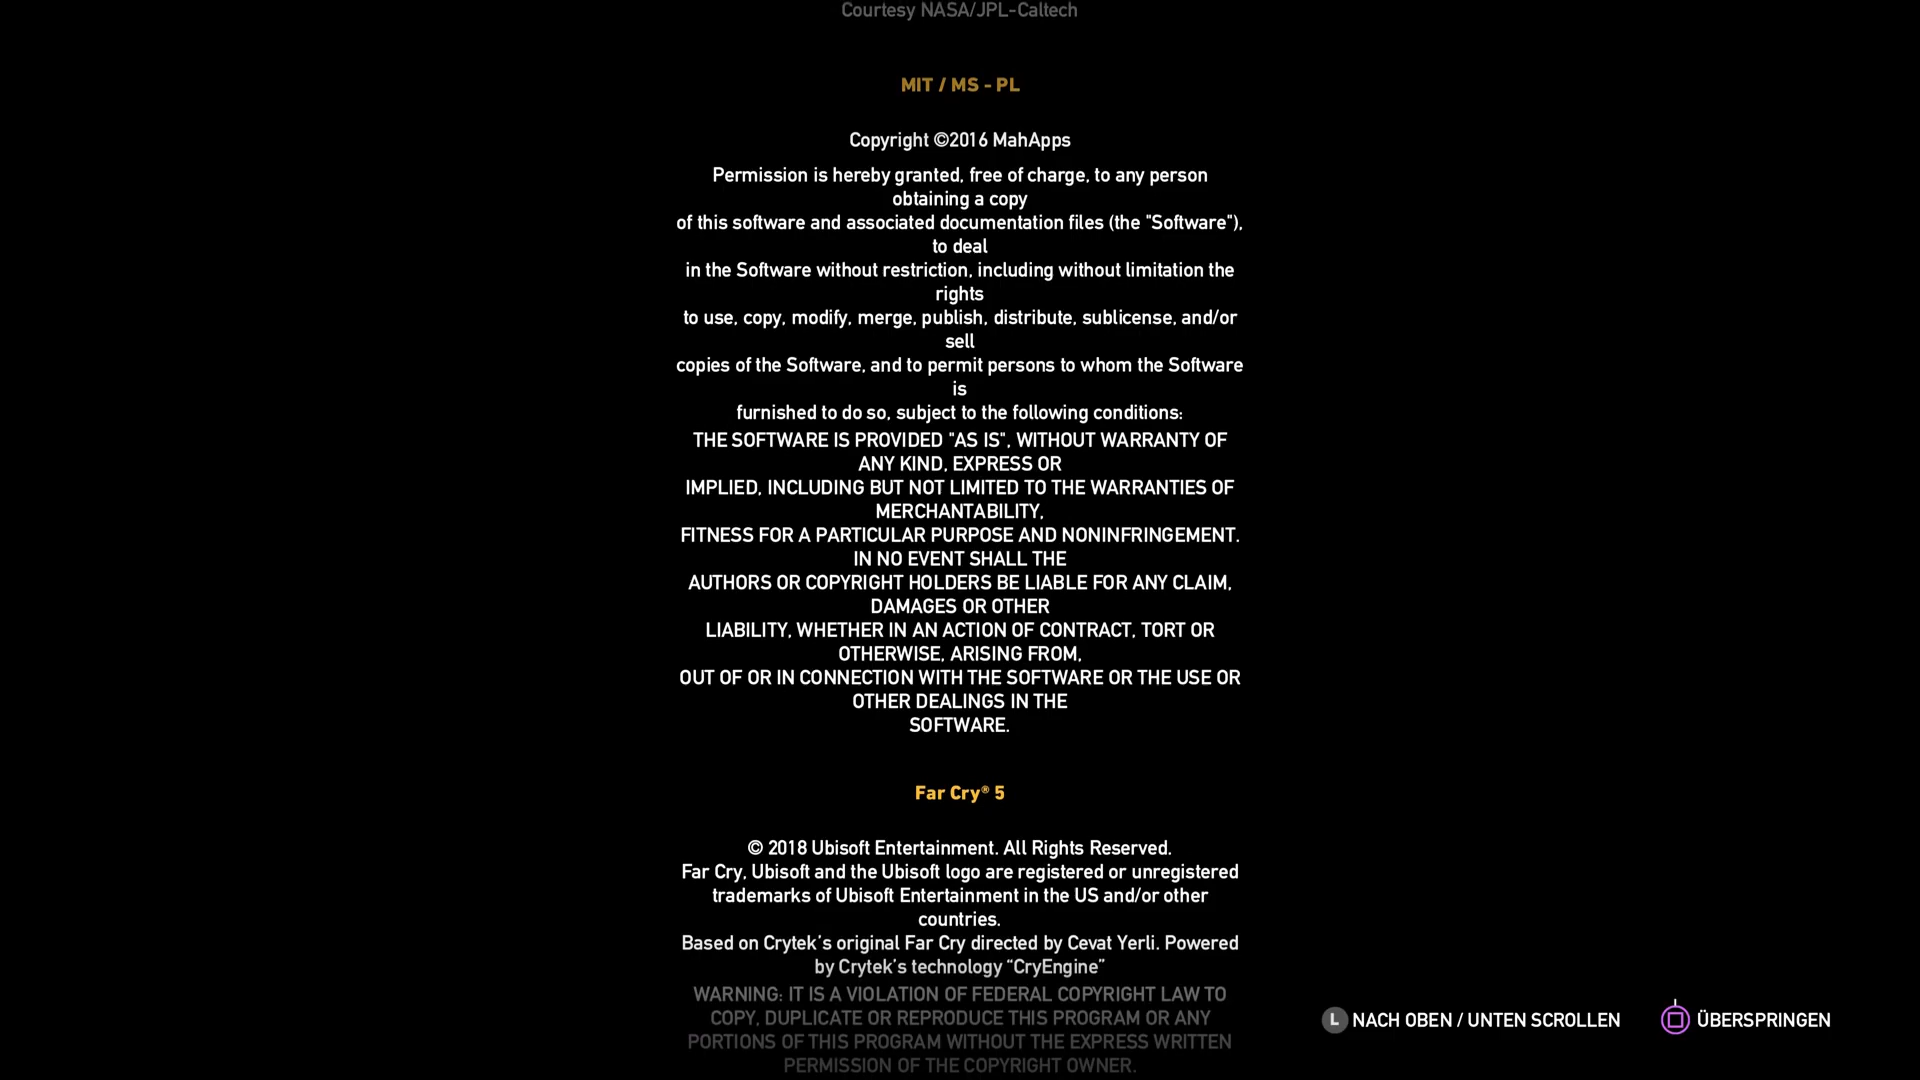 Courtesy NASA/JPL-Caltech
MIT / MS - PL
Copyright ©2016 MahApps
Permission is hereby granted, free of charge, to any person
obtaining a copy
of this software and associated documentation files (the "Software"),
to deal
in the Software without restriction, including without limitation the
rights
to use, copy, modify, merge, publish, distribute, sublicense, and/or
sell
copies of the Software, and to permit persons to whom the Software
is
furnished to do so, subject to the following conditions:
THE SOFTWARE IS PROVIDED "AS IS", WITHOUT WARRANTY OF
ANY KIND, EXPRESS OR
IMPLIED, INCLUDING BUT NOT LIMITED TO THE WARRANTIES OF
MERCHANTABILITY,
FITNESS FOR A PARTICULAR PURPOSE AND NONINFRINGEMENT.
IN NO EVENT SHALL THE
AUTHORS OR COPYRIGHT HOLDERS BE LIABLE FOR ANY CLAIM,
DAMAGES OR OTHER
LIABILITY, WHETHER IN AN ACTION OF CONTRACT, TORT OR
OTHERWISE, ARISING FROM,
OUT OF OR IN CONNECTION WITH THE SOFTWARE OR THE USE OR
OTHER DEALINGS IN THE
SOFTWARE.
Far Cry® 5
© 2018 Ubisoft Entertainment. All Rights Reserved.
Far Cry, Ubisoft and the Ubisoft logo are registered or unregistered
trademarks of Ubisoft Entertainment in the US and/or other
countries.
Based on Crytek’s original Far Cry directed by Cevat Yerli. Powered
by Crytek’s technology “CryEngine”
WARNING: IT IS A VIOLATION OF FEDERAL COPYRIGHT LAW TO
COPY, DUPLICATE OR REPRODUCE THIS PROGRAM OR ANY
PORTIONS OF THIS PROGRAM WITHOUT THE EXPRESS WRITTEN
PERMISSION OF THE COPYRIGHT OWNER.
L NACH OBEN / UNTEN SCROLLEN
ÜBERSPRINGEN